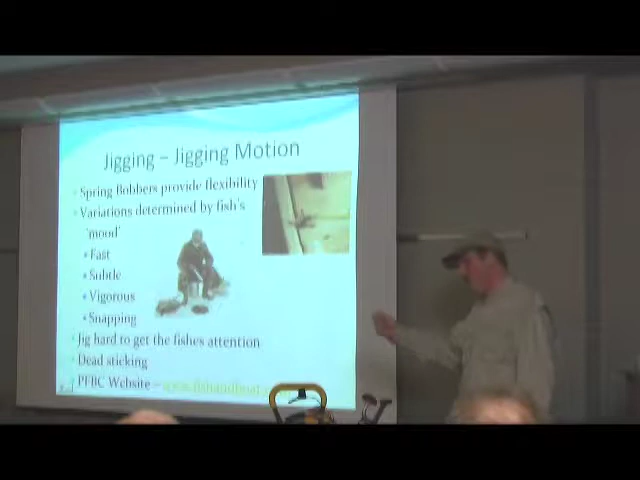 Jigging – Jigging Motion
Spring Bobbers provide flexibility
Variations determined by fish's
'mood'
Fast
Subtle
Vigorous
Snapping
Jig hard to get the fishes attention
Dead sticking
PFBC Website –